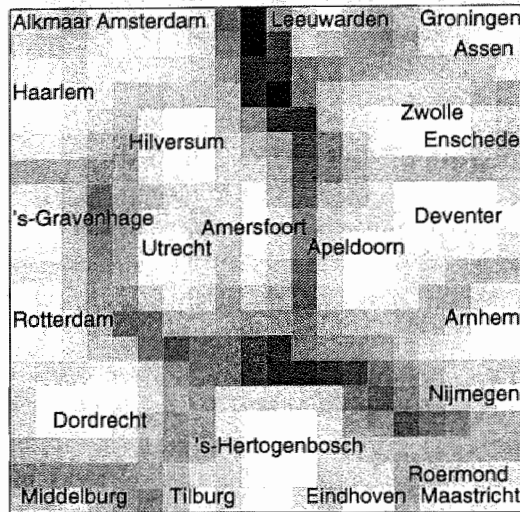 Alkmaar Amsterdam Leeuwarden Groningen
Assen
Haarlem
Zwolle
Hilversum Enschede
's-Gravenhage Deventer
Amersfoort
Utrecht Apeldoorn
Rotterdam Arnhem
Nijmegen
Dordrecht
's-Hertogenbosch
Roermond
Middelburg Tilburg Eindhoven Maastricht